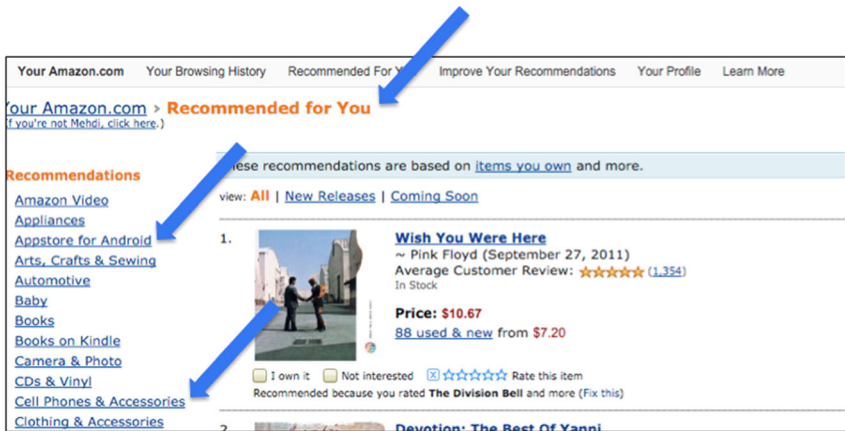 Your Amazon.com Your Browsing History Recommended For Improve Your Recommendations Your Profile Learn More
Your Amazon.com > Recommended for You
(If you're not Mehdi, click here.)
Recommendations
Amazon Video
Appliances
Appstore for Android
Arts, Crafts & Sewing
Automotive
Baby
Books
Books on Kindle
Camera & Photo
CDs & Vinyl
Cell Phones & Accessories
Clothing & Accessories
These recommendations are based on items you own and more.
view: All | New Releases | Coming Soon
1.
Wish You Were Here
~ Pink Floyd (September 27, 2011)
Average Customer Review: (1,354)
In Stock
Price: $10.67
88 used & new from $7.20
I own it Not interested X Rate this item
Recommended because you rated The Division Bell and more (Fix this)
2. Devotion: The Best Of Yanni